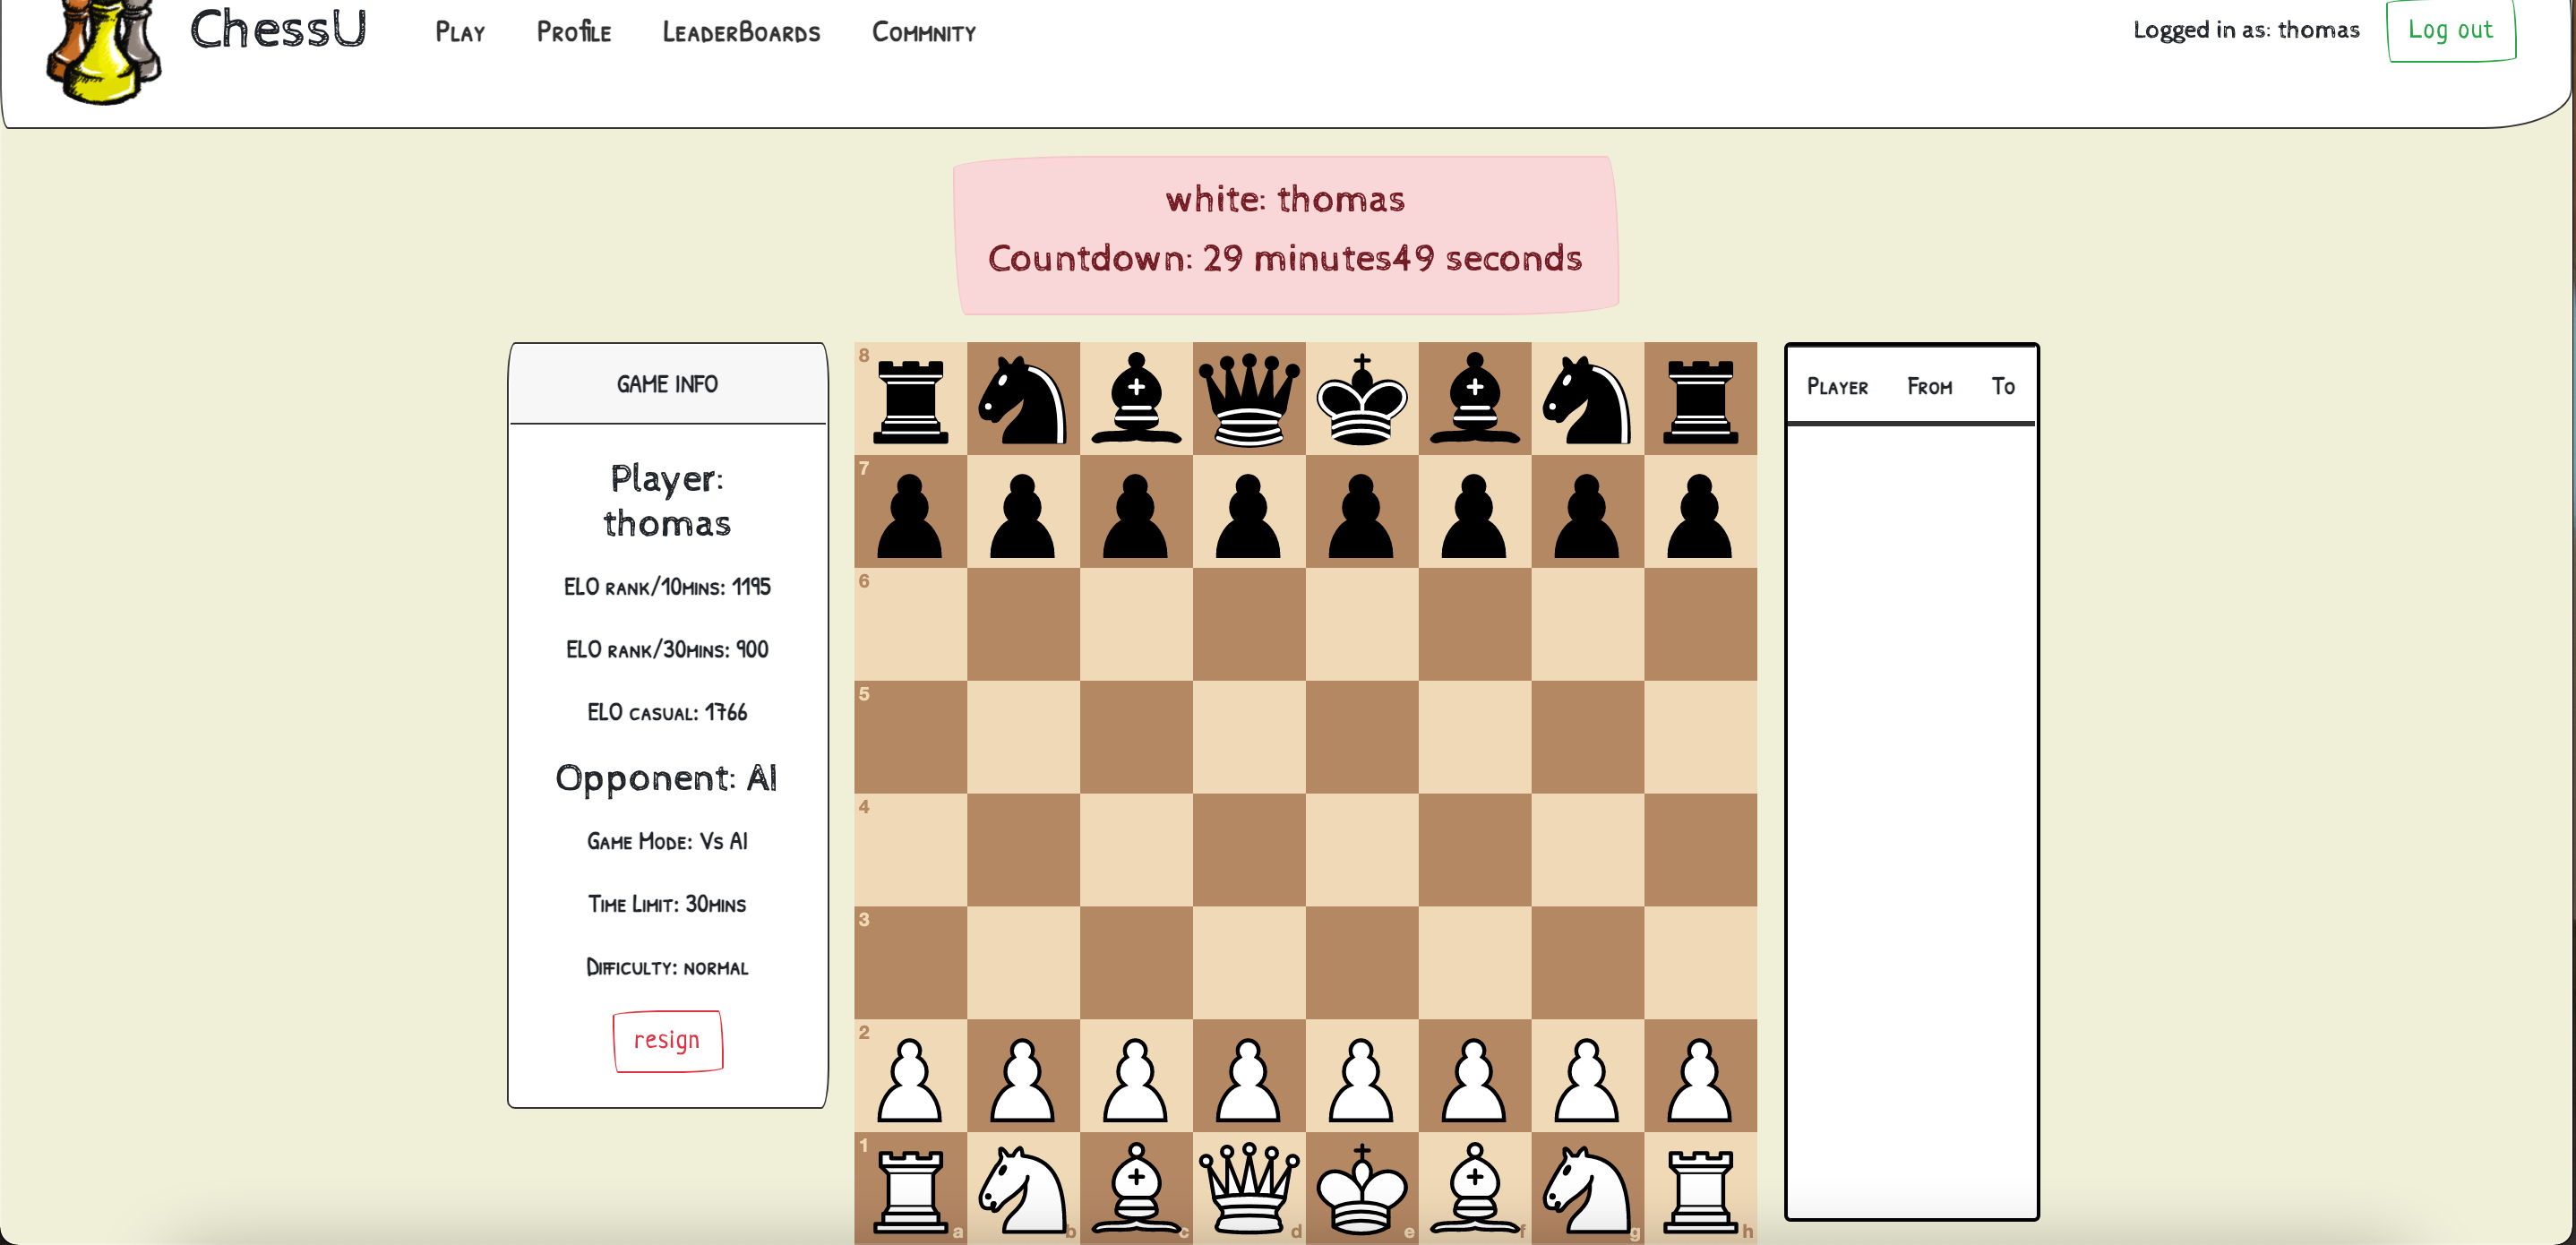 ChessU
Play Profile LeaderBoards Commnity
Logged in as: thomas
Log out
white: thomas
Countdown: 29 minutes49 seconds
GAME INFO
Player:
thomas
ELO rank/10mins: 1195
ELO rank/30mins: 900
ELO casual: 1766
Opponent: AI
Game Mode: Vs AI
Time Limit: 30mins
Difficulty: normal
resign
8
7
6
5
4
3
2
1
a b c d e f g h
Player From To